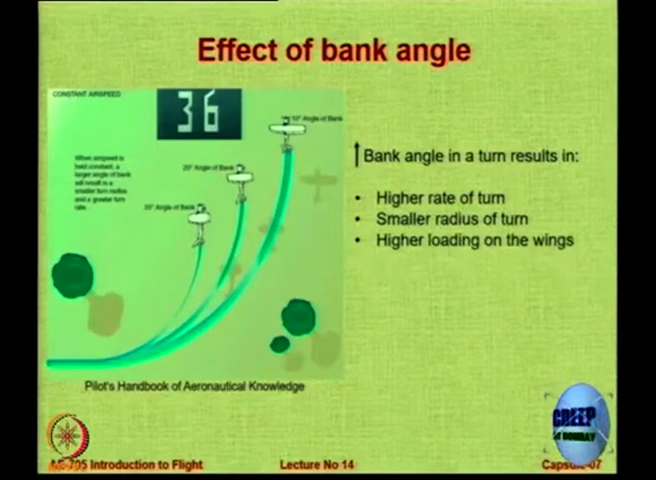 Effect of bank angle
CONSTANT AIRSPEED
36
10° Angle of Bank
When airspeed is
held constant, a
larger angle of bank
will result in a
smaller turn radius
and a greater turn
rate.
20° Angle of Bank
30° Angle of Bank
Bank angle in a turn results in:
• Higher rate of turn
• Smaller radius of turn
• Higher loading on the wings
Pilot's Handbook of Aeronautical Knowledge
705 Introduction to Flight
Lecture No 14
Capsule-07